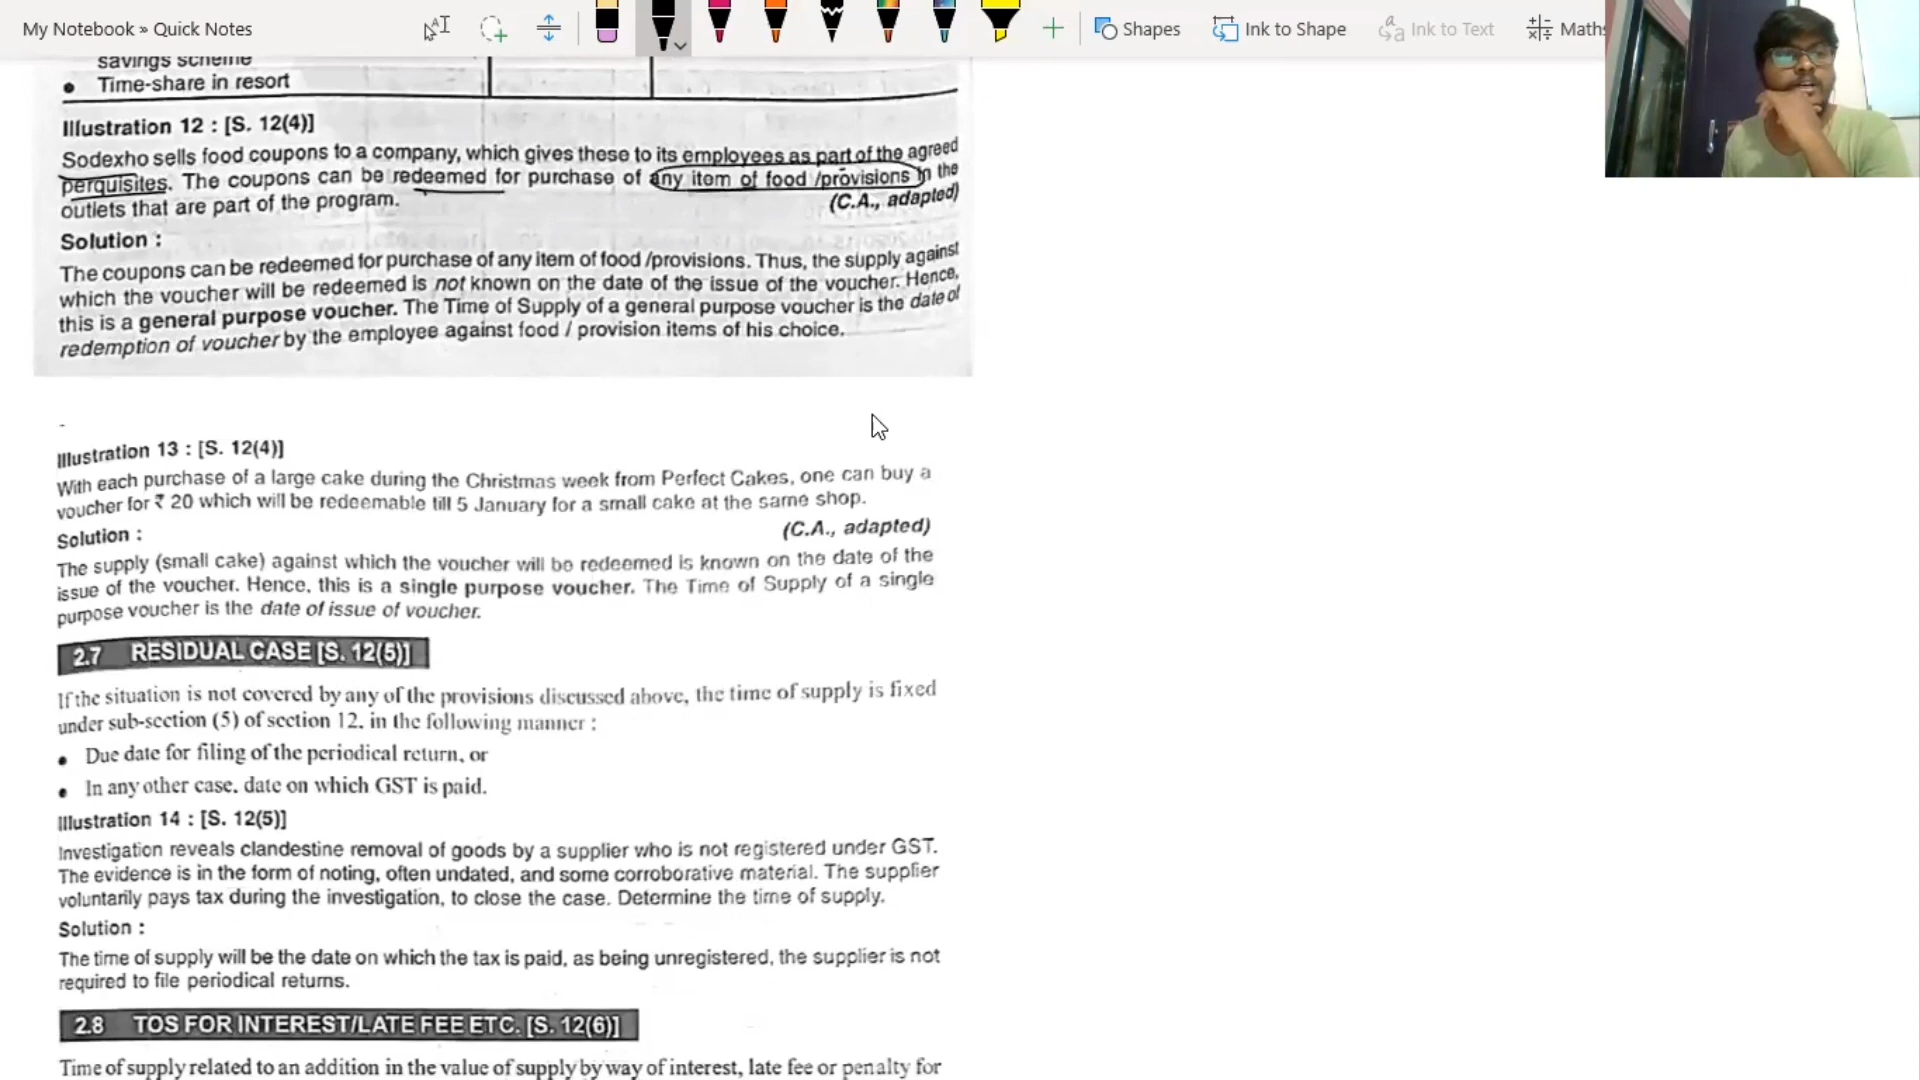 My Notebook » Quick Notes
Shapes
Ink to Shape
Ink to Text
Maths
savings scheme
• Time-share in resort
Illustration 12 : [S. 12(4)]
Sodexho sells food coupons to a company, which gives these to its employees as part of the agreed
perquisites. The coupons can be redeemed for purchase of any item of food /provisions in the
outlets that are part of the program.
(C.A., adapted)
Solution :
The coupons can be redeemed for purchase of any item of food /provisions. Thus, the supply against
which the voucher will be redeemed is not known on the date of the issue of the voucher. Hence,
this is a general purpose voucher. The Time of Supply of a general purpose voucher is the date of
redemption of voucher by the employee against food / provision items of his choice.
Illustration 13 : [S. 12(4)]
With each purchase of a large cake during the Christmas week from Perfect Cakes, one can buy a
voucher for ₹ 20 which will be redeemable till 5 January for a small cake at the same shop.
(C.A., adapted)
Solution :
The supply (small cake) against which the voucher will be redeemed is known on the date of the
issue of the voucher. Hence, this is a single purpose voucher. The Time of Supply of a single
purpose voucher is the date of issue of voucher.
2.7 RESIDUAL CASE [S. 12(5)]
If the situation is not covered by any of the provisions discussed above, the time of supply is fixed
under sub-section (5) of section 12. in the following manner :
• Due date for filing of the periodical return, or
• In any other case. date on which GST is paid.
Illustration 14 : [S. 12(5)]
Investigation reveals clandestine removal of goods by a supplier who is not registered under GST.
The evidence is in the form of noting, often undated, and some corroborative material. The supplier
voluntarily pays tax during the investigation, to close the case. Determine the time of supply.
Solution :
The time of supply will be the date on which the tax is paid, as being unregistered, the supplier is not
required to file periodical returns.
2.8 TOS FOR INTEREST/LATE FEE ETC. [S. 12(6)]
Time of supply related to an addition in the value of supply by way of interest, late fee or penalty for